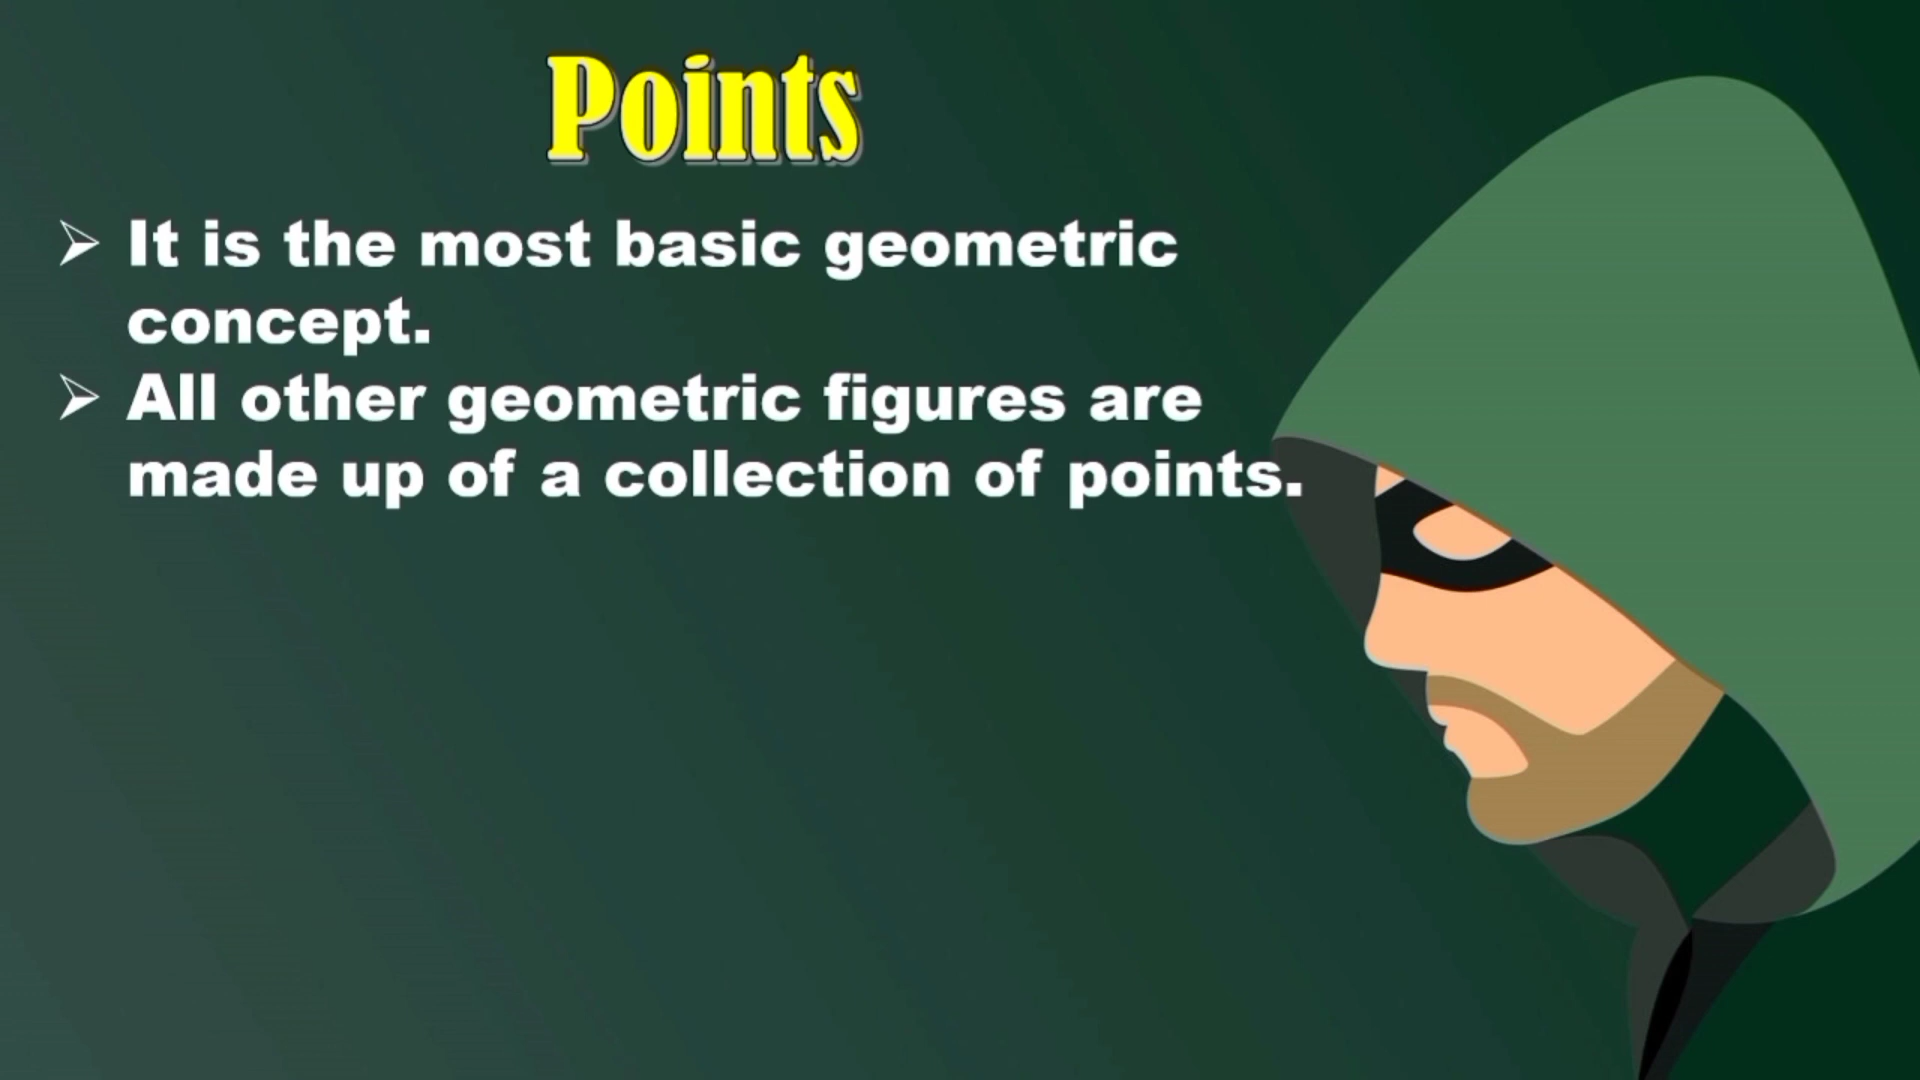 Points
It is the most basic geometric
concept.
All other geometric figures are
made up of a collection of points.